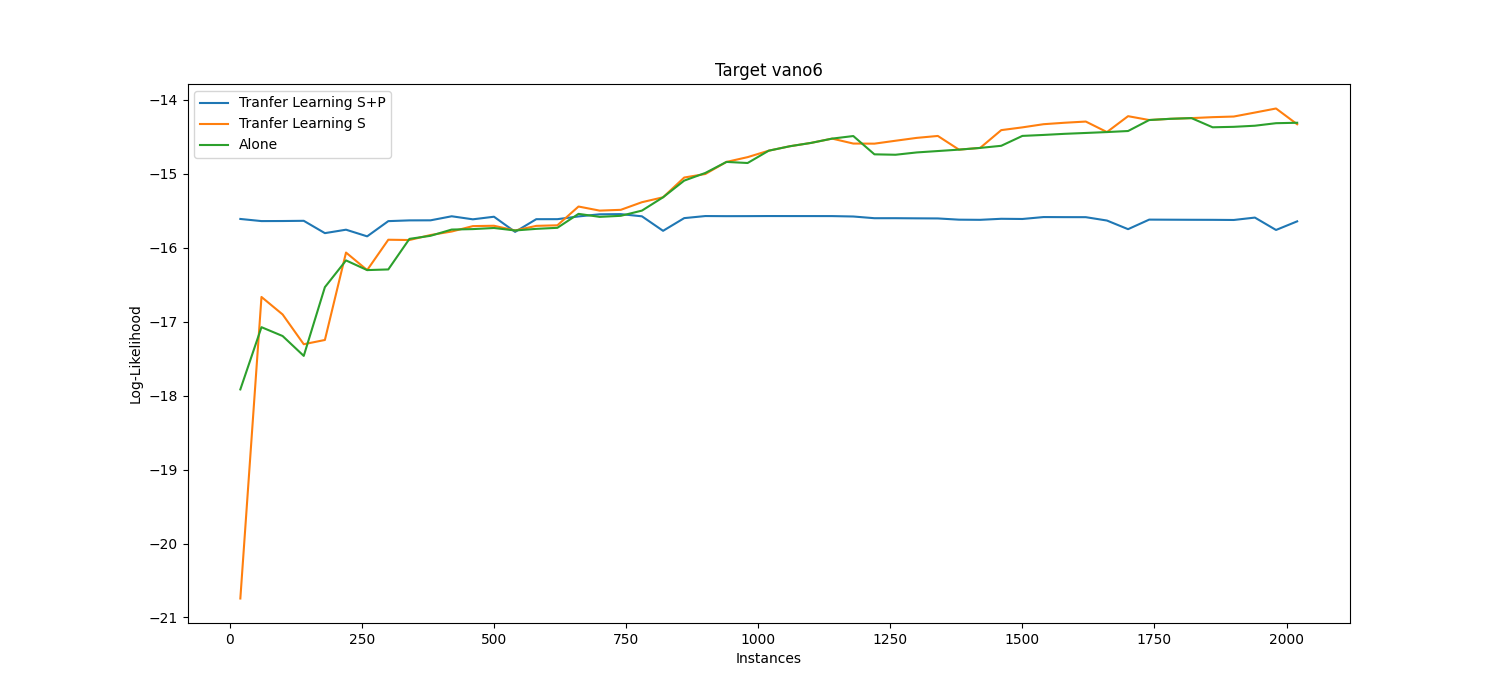 Target vano6
Tranfer Learning S+P
Tranfer Learning S
Alone
Log-Likelihood
−14
−15
−16
−17
−18
−19
−20
−21
0
250
500
750
1000
1250
1500
1750
2000
Instances